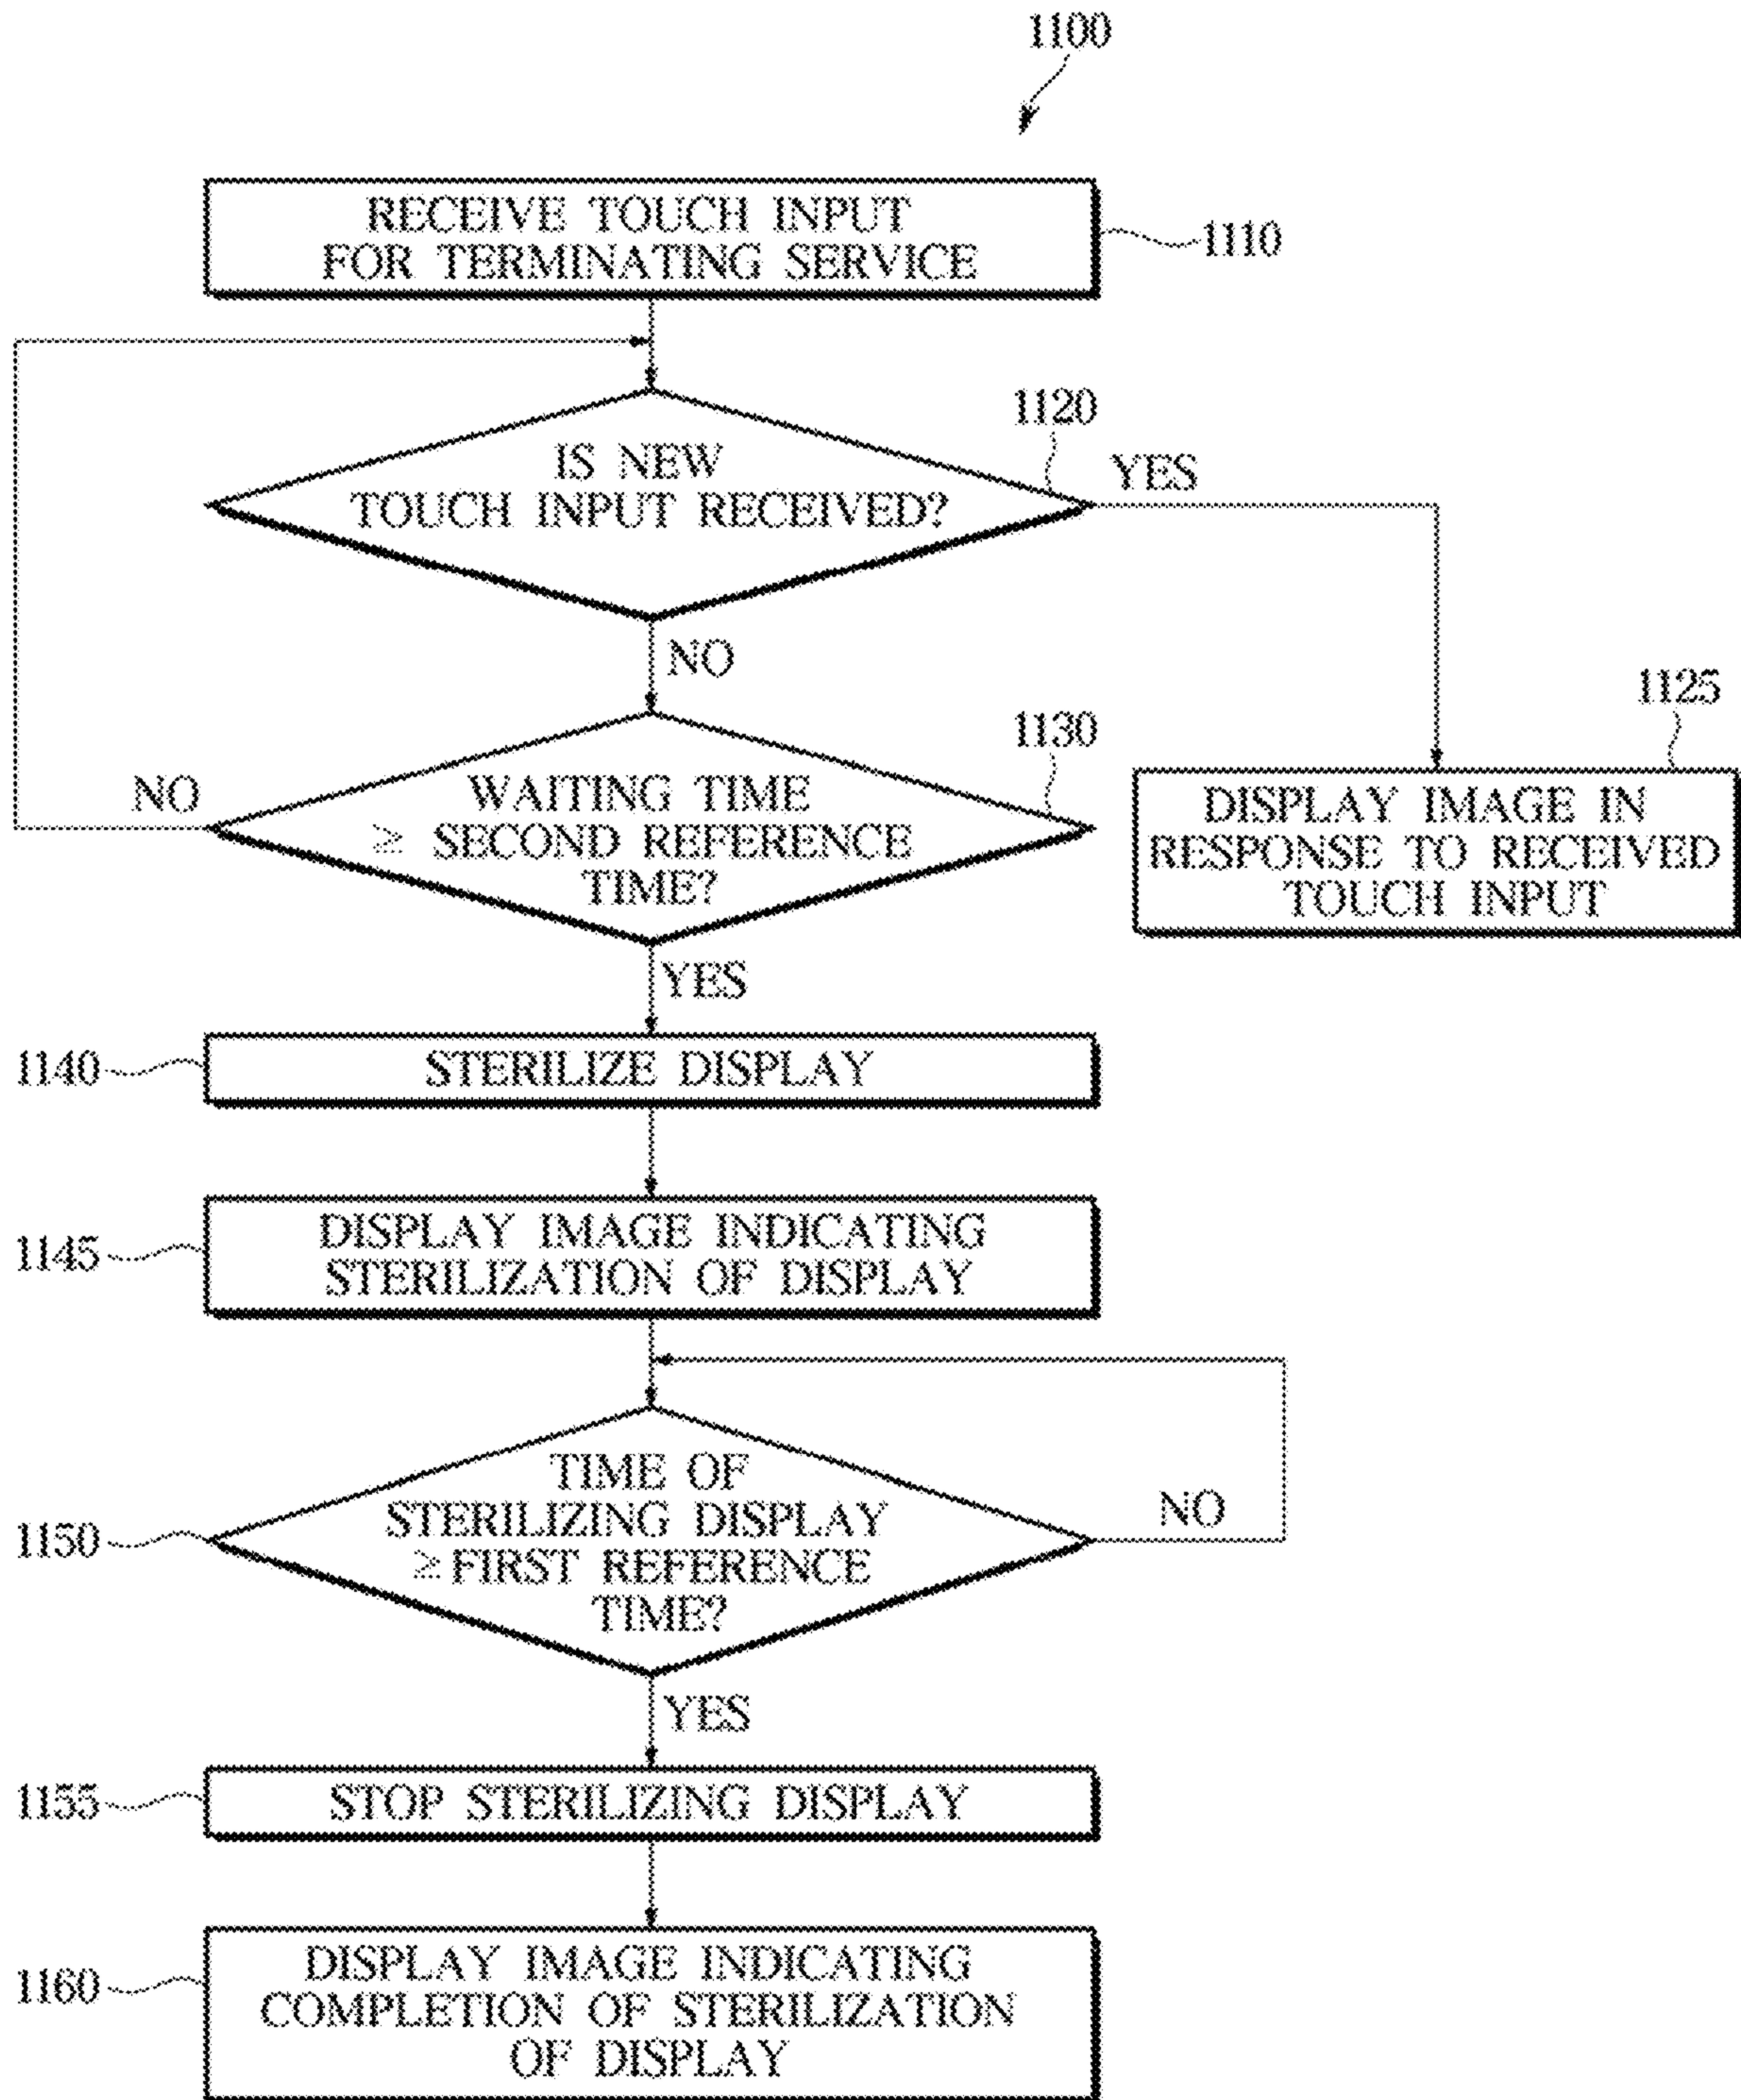 1100
RECEIVE TOUCH INPUT
FOR TERMINATING SERVICE
1110
1120
IS NEW
TOUCH INPUT RECEIVED?
YES
NO
1125
DISPLAY IMAGE IN
RESPONSE TO RECEIVED
TOUCH INPUT
1130
NO
WAITING TIME
≥ SECOND REFERENCE
TIME?
YES
1140
STERILIZE DISPLAY
1145
DISPLAY IMAGE INDICATING
STERILIZATION OF DISPLAY
1150
TIME OF
STERILIZING DISPLAY
≥ FIRST REFERENCE
TIME?
NO
YES
1155
STOP STERILIZING DISPLAY
1160
DISPLAY IMAGE INDICATING
COMPLETION OF STERILIZATION
OF DISPLAY